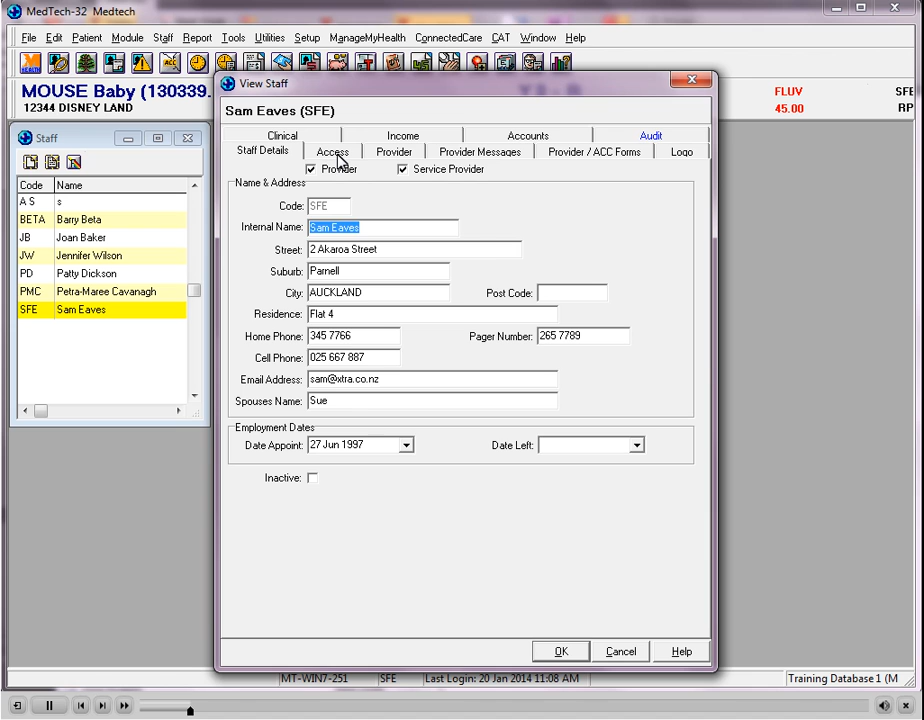 MedTech-32 Medtech
File Edit Patient Module Staff Report Tools Utilities Setup ManageMyHealth ConnectedCare CAT Window Help
MOUSE Baby (130339.
12344 DISNEY LAND
FLUV
45.00
SFE
RP
Staff
Code Name
A S s
BETA Barry Beta
JB Joan Baker
JW Jennifer Wilson
PD Patty Dickson
PMC Petra-Maree Cavanagh
SFE Sam Eaves
View Staff
Sam Eaves (SFE)
Clinical Income Accounts Audit
Staff Details Access Provider Provider Messages Provider / ACC Forms Logo
Provider Service Provider
Name & Address
Code: SFE
Internal Name: Sam Eaves
Street: 2 Akaroa Street
Suburb: Parnell
City: AUCKLAND Post Code:
Residence: Flat 4
Home Phone: 345 7766 Pager Number: 265 7789
Cell Phone: 025 667 887
Email Address: sam@xtra.co.nz
Spouses Name: Sue
Employment Dates
Date Appoint: 27 Jun 1997 Date Left:
Inactive:
OK Cancel Help
MT-WIN7-251 SFE Last Login: 20 Jan 2014 11:08 AM Training Database 1 (M